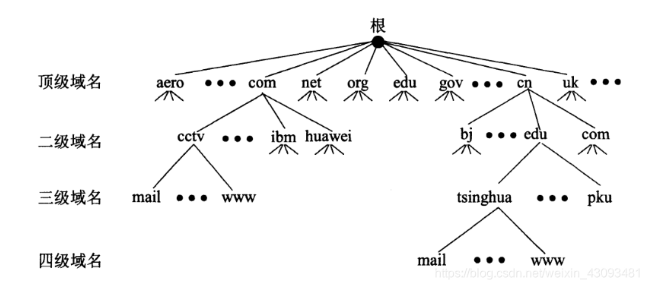 根
顶级域名 aero ••• com net org edu gov ••• cn uk •••
二级域名 cctv ••• ibm huawei bj ••• edu com
三级域名 mail ••• www tsinghua ••• pku
四级域名 mail ••• www
https://blog.csdn.net/weixin_43093481